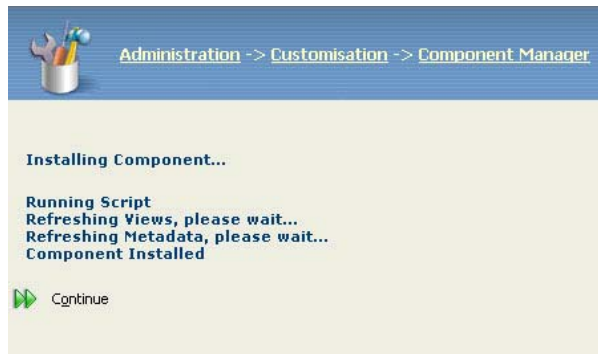 Administration -> Customisation -> Component Manager
Installing Component...
Running Script
Refreshing Views, please wait...
Refreshing Metadata, please wait...
Component Installed
Continue